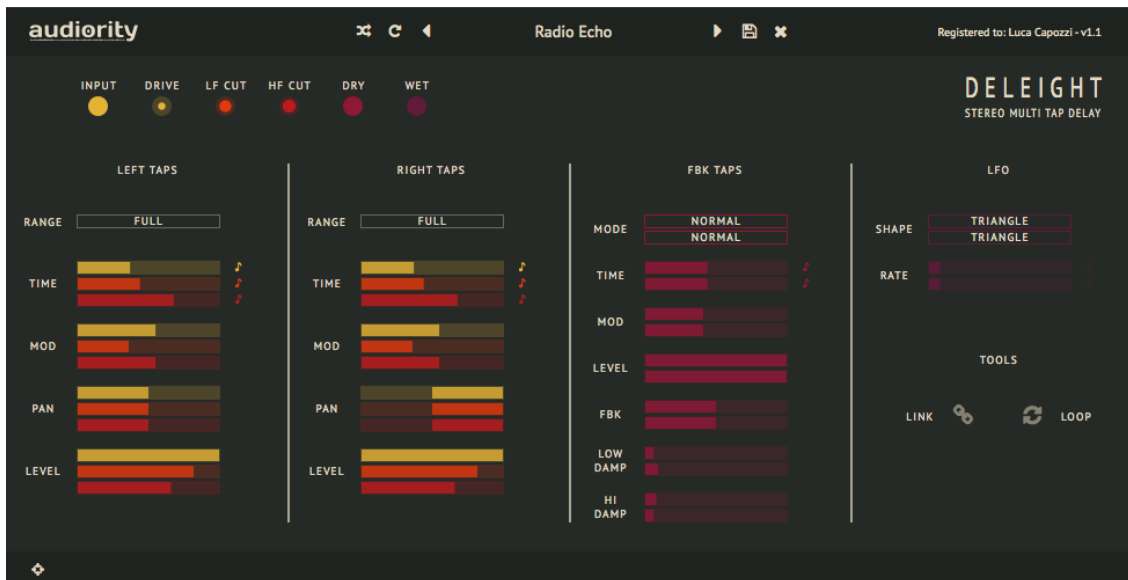 audiority
Radio Echo
Registered to: Luca Capozzi - v1.1
INPUT DRIVE LF CUT HF CUT DRY WET
DELEIGHT
STEREO MULTI TAP DELAY
LEFT TAPS
RANGE FULL
TIME
MOD
PAN
LEVEL
RIGHT TAPS
RANGE FULL
TIME
MOD
PAN
LEVEL
FBK TAPS
MODE NORMAL
NORMAL
TIME
MOD
LEVEL
FBK
LOW
DAMP
HI
DAMP
LFO
SHAPE TRIANGLE
TRIANGLE
RATE
TOOLS
LINK LOOP